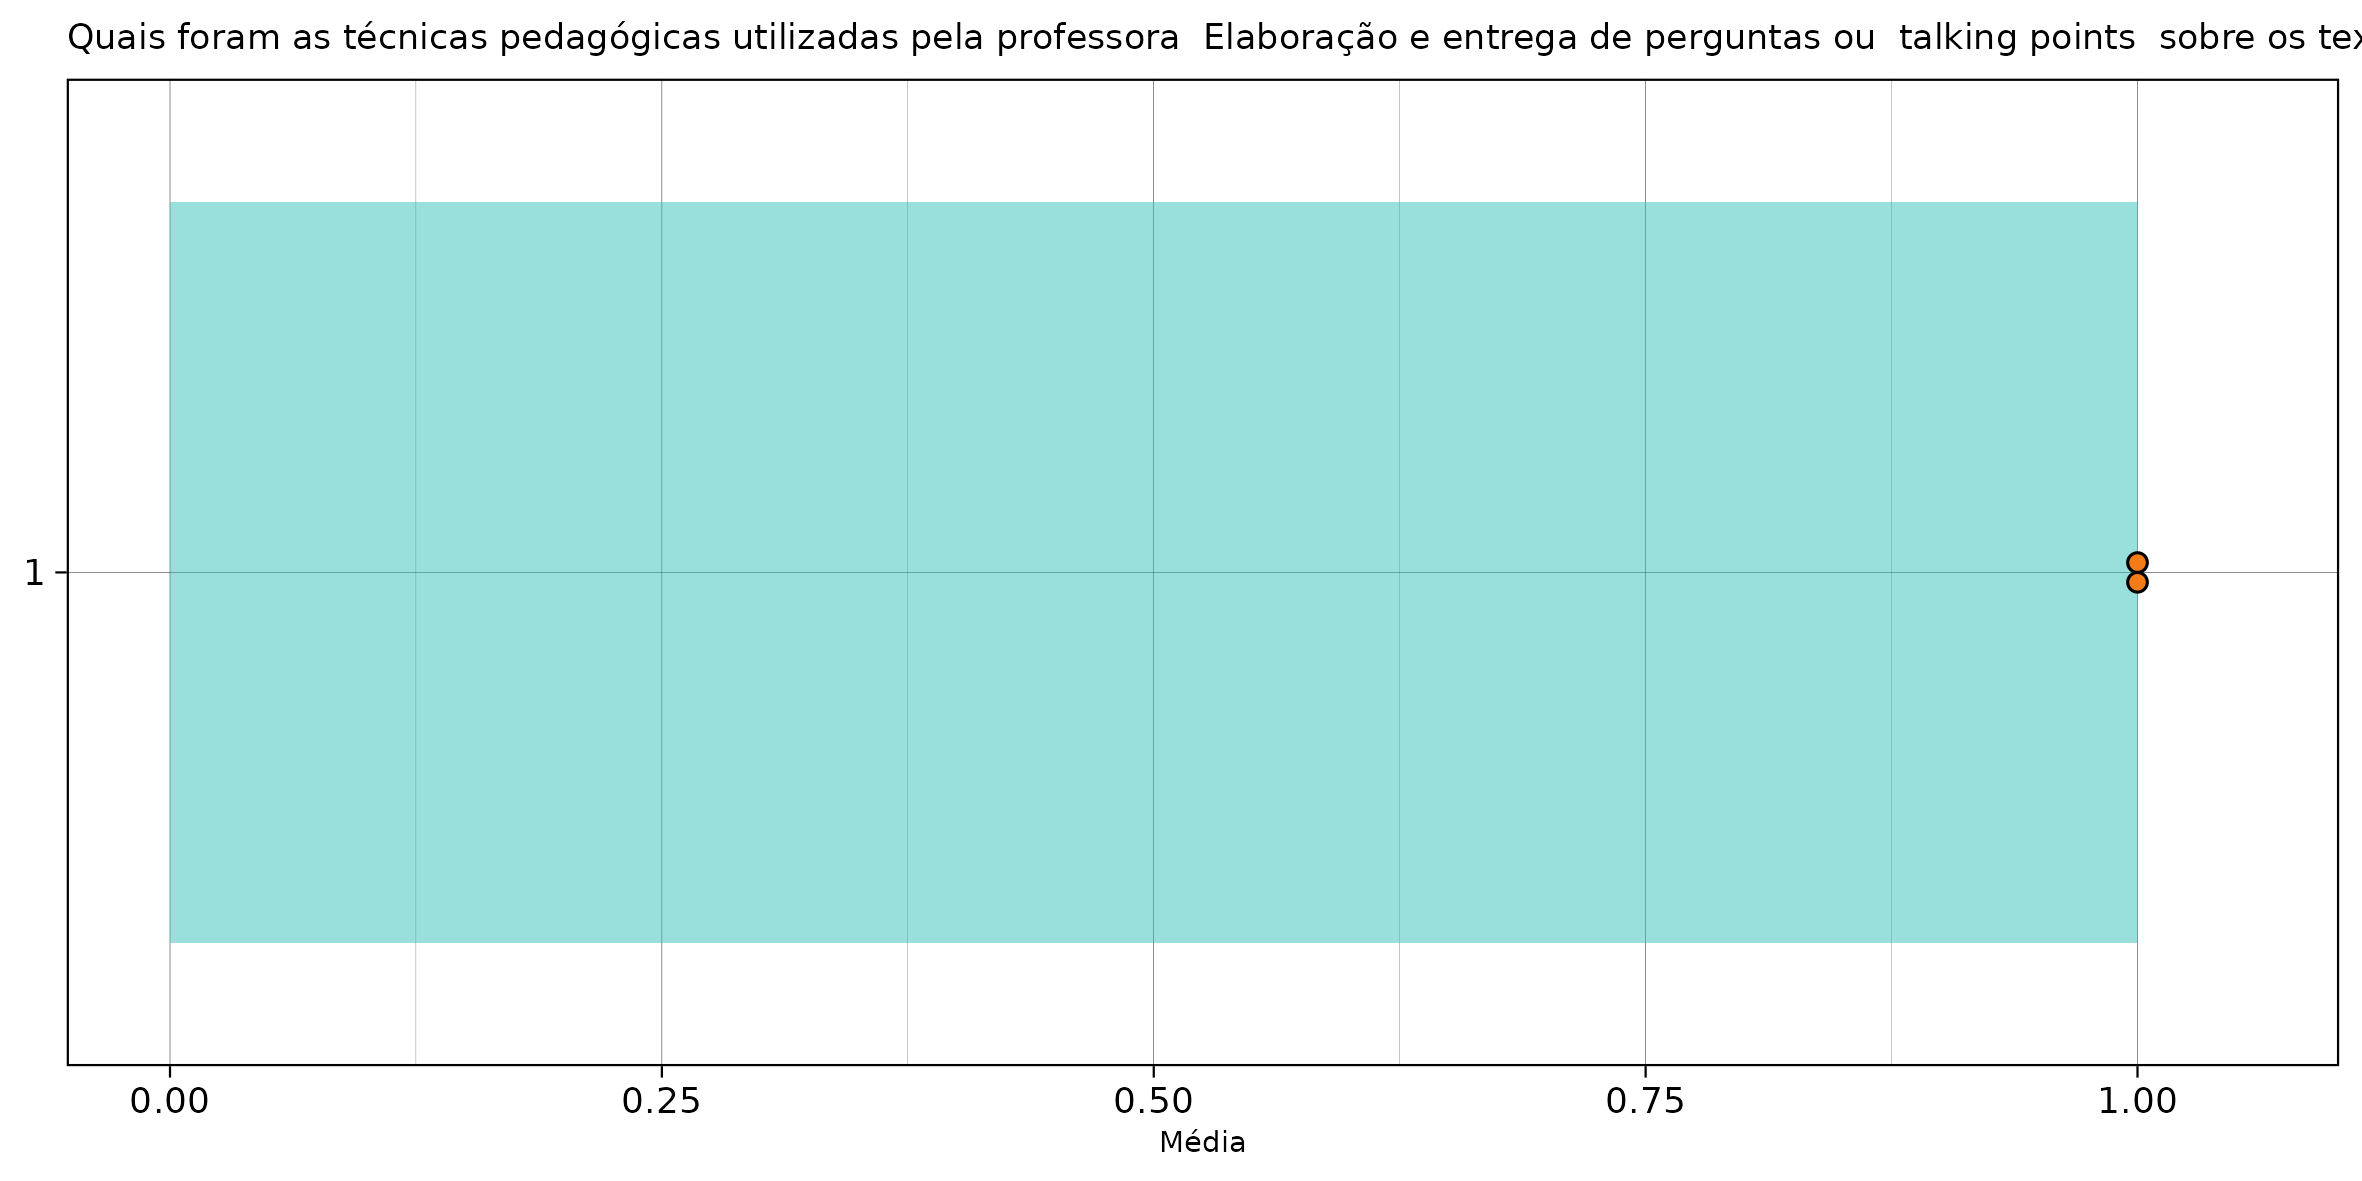 Quais foram as técnicas pedagógicas utilizadas pela professora  Elaboração e entrega de perguntas ou  talking points  sobre os tex
1
0.00 0.25 0.50 0.75 1.00
Média